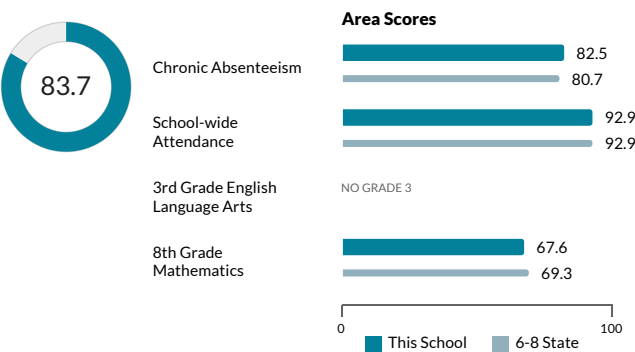 Area Scores
83.7
Chronic Absenteeism
82.5
80.7
School-wide
Attendance
92.9
92.9
3rd Grade English
Language Arts
NO GRADE 3
8th Grade
Mathematics
67.6
69.3
0
100
This School
6-8 State